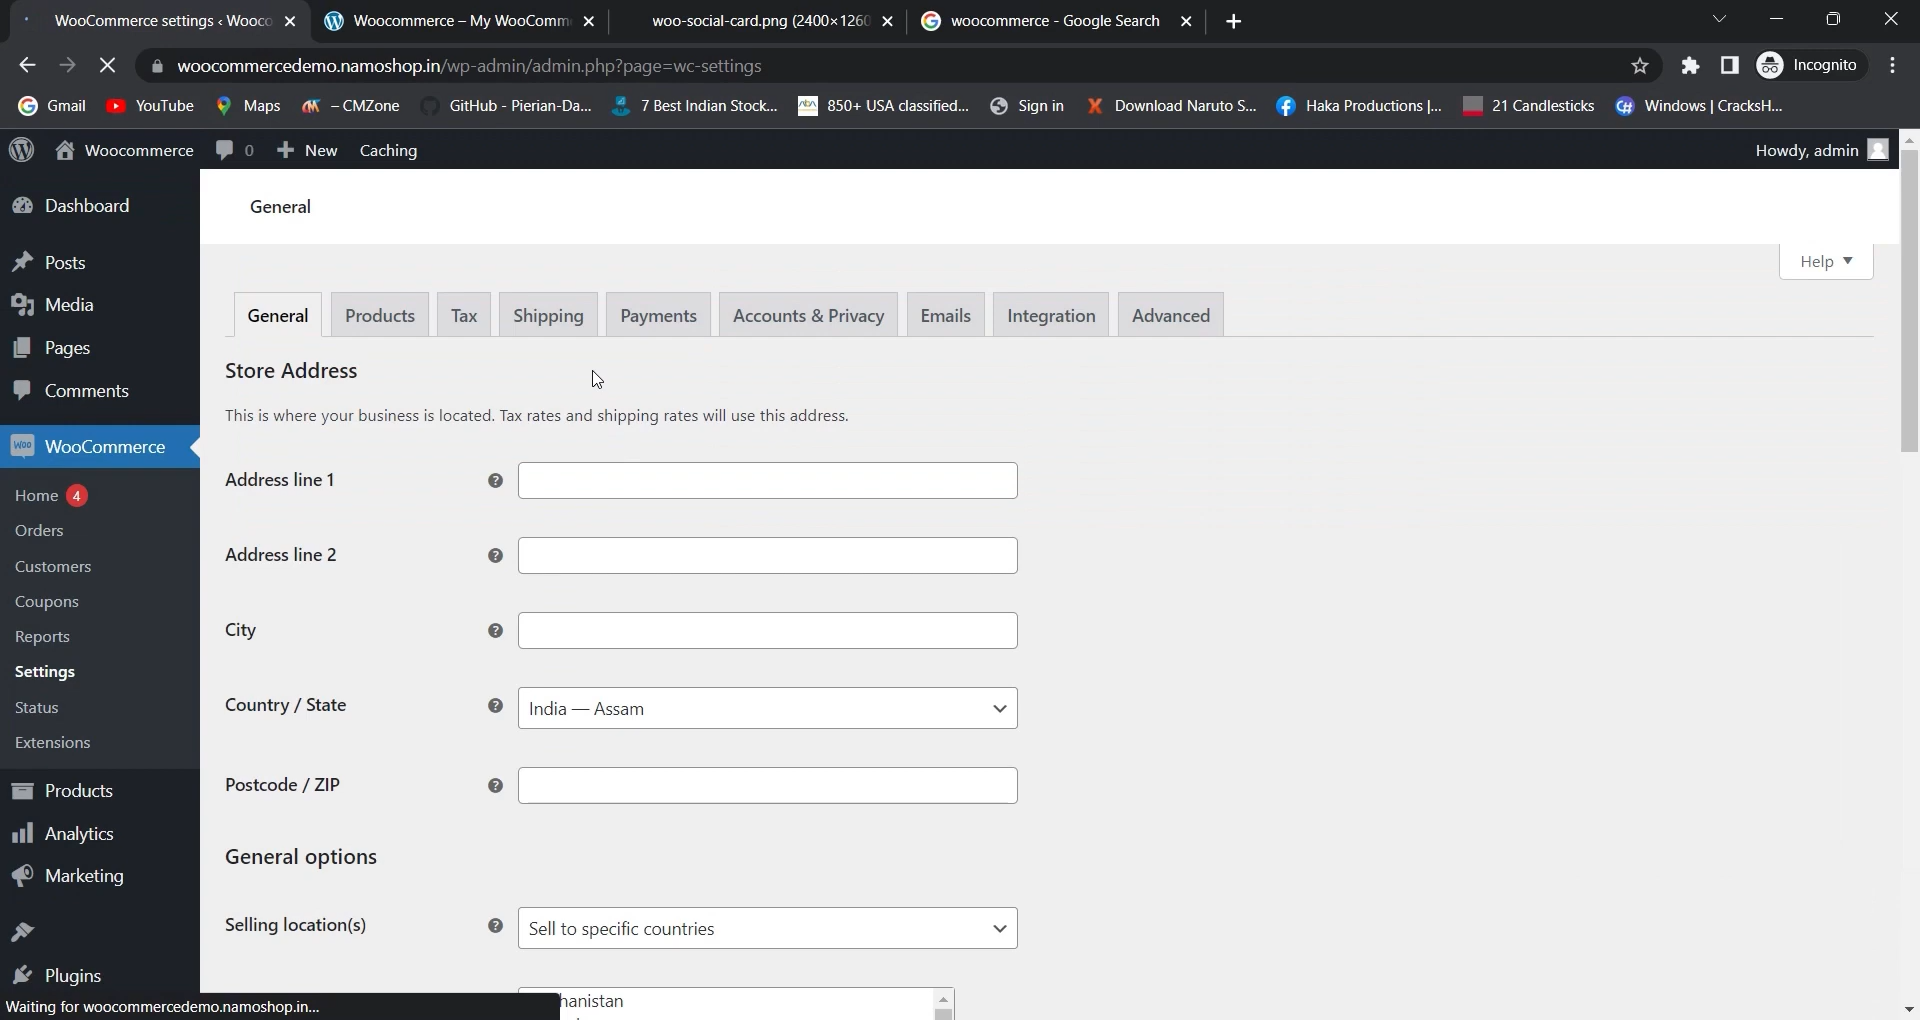 WooCommerce settings ‹ Wooco
Woocommerce – My WooComm
woo-social-card.png (2400×1260
woocommerce - Google Search
woocommercedemo.namoshop.in/wp-admin/admin.php?page=wc-settings
Incognito
Gmail
YouTube
Maps
– CMZone
GitHub - Pierian-Da...
7 Best Indian Stock...
850+ USA classified...
Sign in
Download Naruto S...
Haka Productions |...
21 Candlesticks
Windows | CracksH...
Woocommerce
0
New
Caching
Howdy, admin
Dashboard
Posts
Media
Pages
Comments
WooCommerce
Home 4
Orders
Customers
Coupons
Reports
Settings
Status
Extensions
Products
Analytics
Marketing
Plugins
General
Help
General
Products
Tax
Shipping
Payments
Accounts & Privacy
Emails
Integration
Advanced
Store Address
This is where your business is located. Tax rates and shipping rates will use this address.
Address line 1
Address line 2
City
Country / State
India — Assam
Postcode / ZIP
General options
Selling location(s)
Sell to specific countries
hanistan
Waiting for woocommercedemo.namoshop.in...